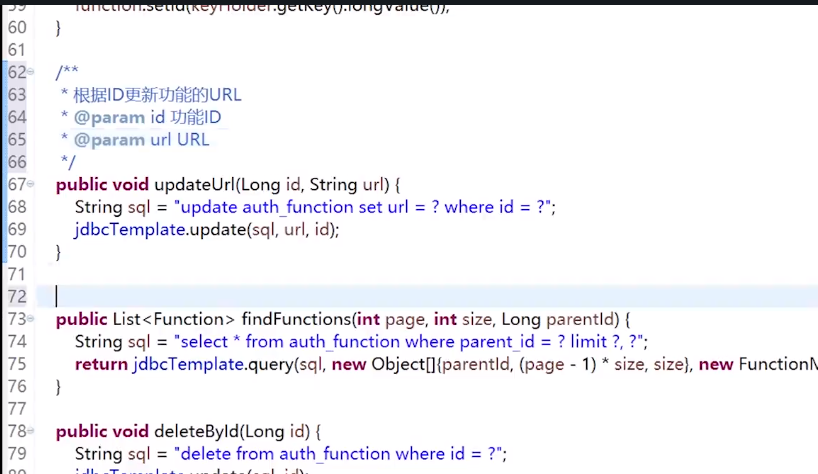 59 function.setId(keyHolder.getKey().longValue());
60 }
61
62 /**
63 * 根据ID更新功能的URL
64 * @param id 功能ID
65 * @param url URL
66 */
67 public void updateUrl(Long id, String url) {
68 String sql = "update auth_function set url = ? where id = ?";
69 jdbcTemplate.update(sql, url, id);
70 }
71
72
73 public List<Function> findFunctions(int page, int size, Long parentId) {
74 String sql = "select * from auth_function where parent_id = ? limit ?, ?";
75 return jdbcTemplate.query(sql, new Object[]{parentId, (page - 1) * size, size}, new FunctionM
76 }
77
78 public void deleteById(Long id) {
79 String sql = "delete from auth_function where id = ?";
80 jdbcTemplate.update(sql, id);